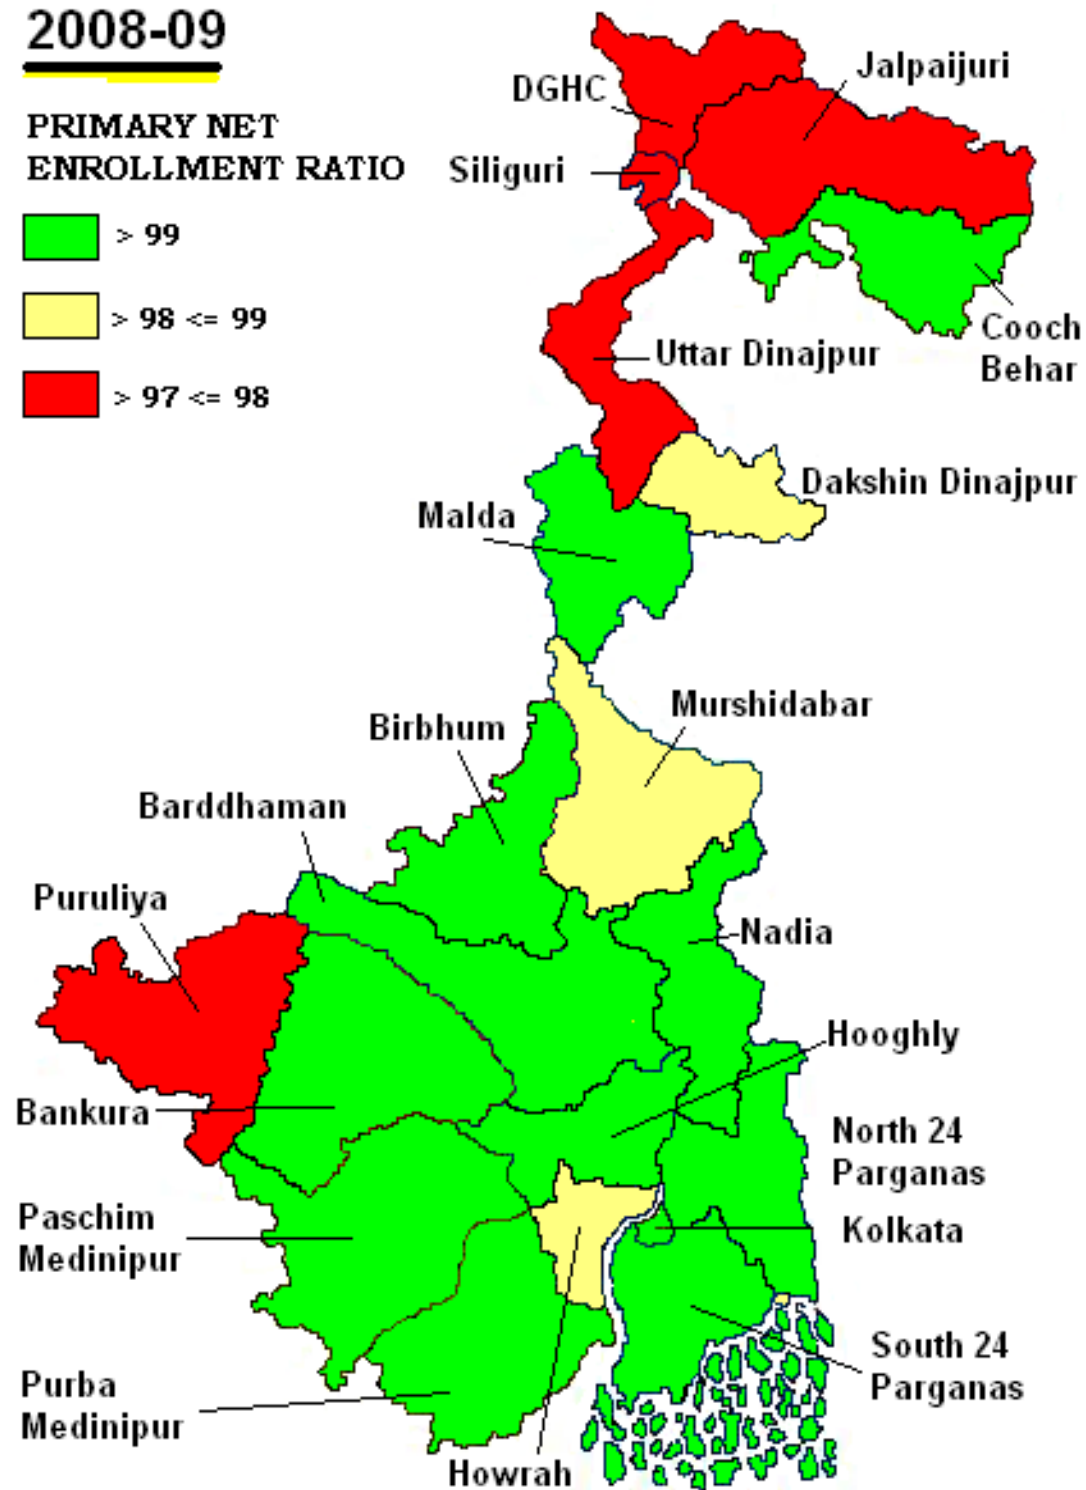 2008-09
PRIMARY NET
ENROLLMENT RATIO
> 99
> 98 <= 99
> 97 <= 98
DGHC
Jalpaijuri
Siliguri
Cooch
Behar
Uttar Dinajpur
Dakshin Dinajpur
Malda
Murshidabar
Birbhum
Barddhaman
Puruliya
Nadia
Hooghly
Bankura
North 24
Parganas
Paschim
Medinipur
Kolkata
South 24
Parganas
Purba
Medinipur
Howrah